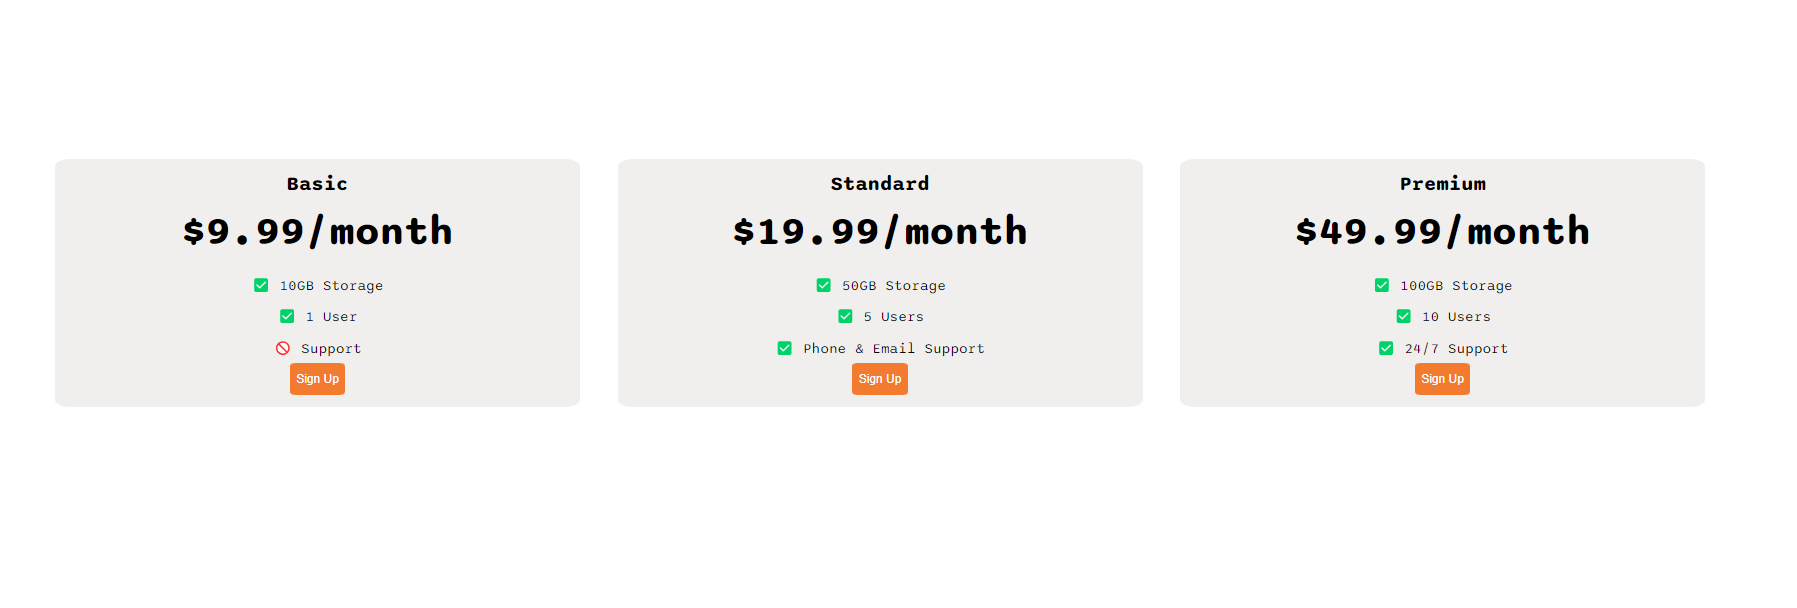 Basic
$9.99/month
10GB Storage
1 User
Support
Sign Up
Standard
$19.99/month
50GB Storage
5 Users
Phone & Email Support
Sign Up
Premium
$49.99/month
100GB Storage
10 Users
24/7 Support
Sign Up